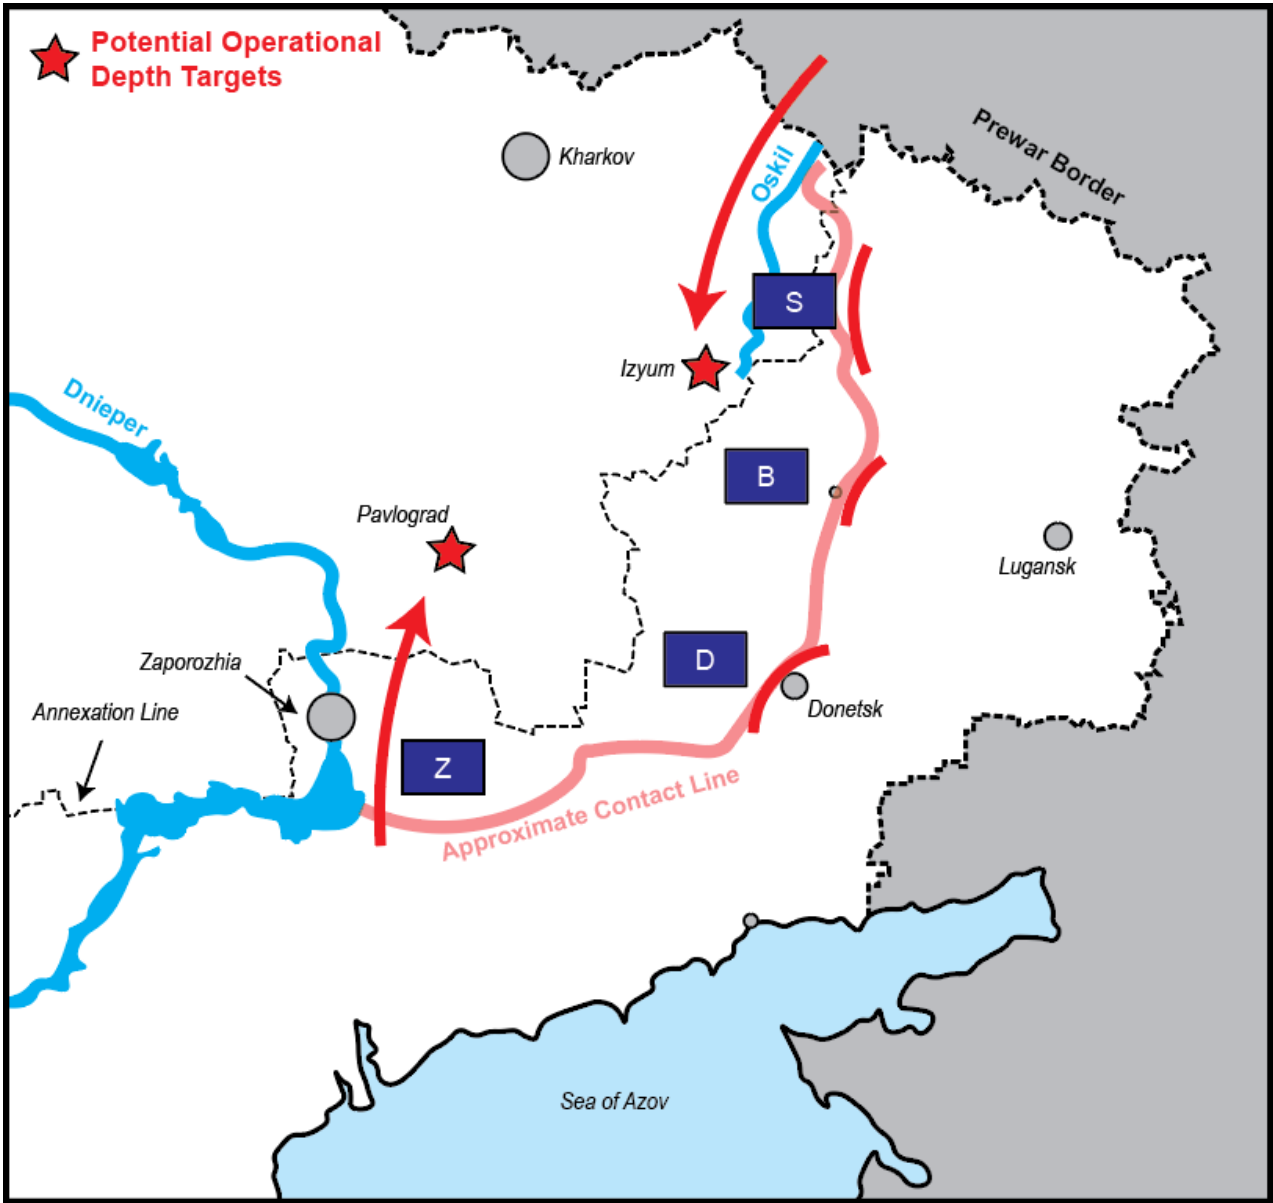 Potential Operational
Depth Targets
Prewar Border
Kharkov
Oskil
S
Izyum
Dnieper
B
Pavlograd
Lugansk
D
Zaporozhia
Donetsk
Annexation Line
Z
Approximate Contact Line
Sea of Azov